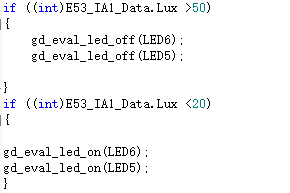 if ((int)E53_IA1_Data.Lux >50)
{
    gd_eval_led_off(LED6);
    gd_eval_led_off(LED5);
}
if ((int)E53_IA1_Data.Lux <20)
{
gd_eval_led_on(LED6);
gd_eval_led_on(LED5);
}